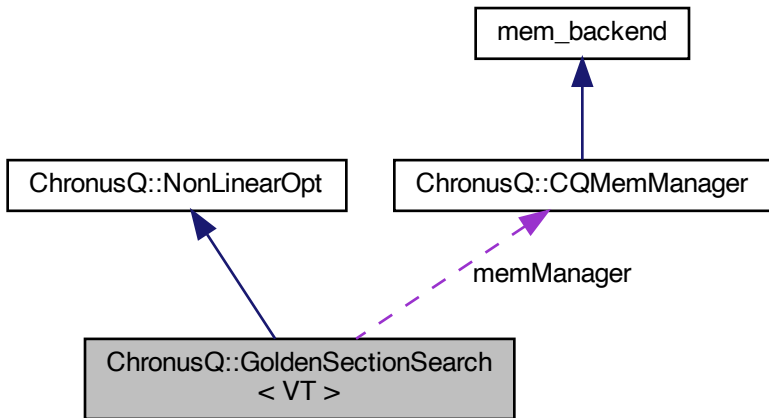 mem_backend
ChronusQ::NonLinearOpt
ChronusQ::CQMemManager
memManager
ChronusQ::GoldenSectionSearch
< VT >